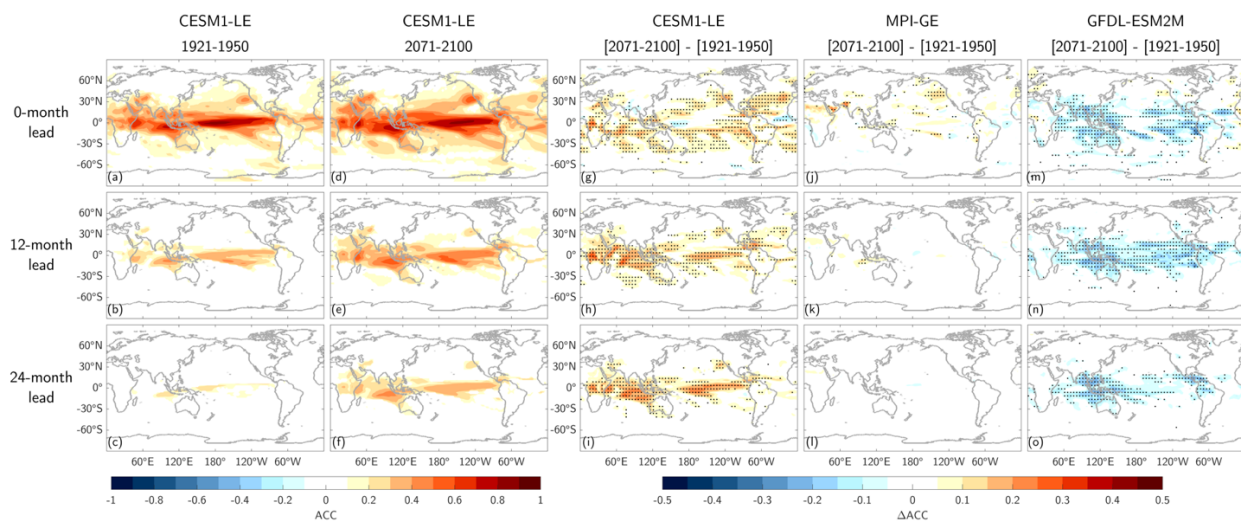 CESM1-LE CESM1-LE CESM1-LE MPI-GE GFDL-ESM2M
1921-1950 2071-2100 [2071-2100] - [1921-1950] [2071-2100] - [1921-1950] [2071-2100] - [1921-1950]
0-month
lead
60°N
30°N
0°
-30°S
-60°S
(a) (d) (g) (j) (m)
12-month
lead
60°N
30°N
0°
-30°S
-60°S
(b) (e) (h) (k) (n)
24-month
lead
60°N
30°N
0°
-30°S
-60°S
(c) (f) (i) (l) (o)
60°E 120°E 180° 120°W 60°W 60°E 120°E 180° 120°W 60°W 60°E 120°E 180° 120°W 60°W 60°E 120°E 180° 120°W 60°W 60°E 120°E 180° 120°W 60°W
-1 -0.8 -0.6 -0.4 -0.2 0 0.2 0.4 0.6 0.8 1 -0.5 -0.4 -0.3 -0.2 -0.1 0 0.1 0.2 0.3 0.4 0.5
ACC ΔACC